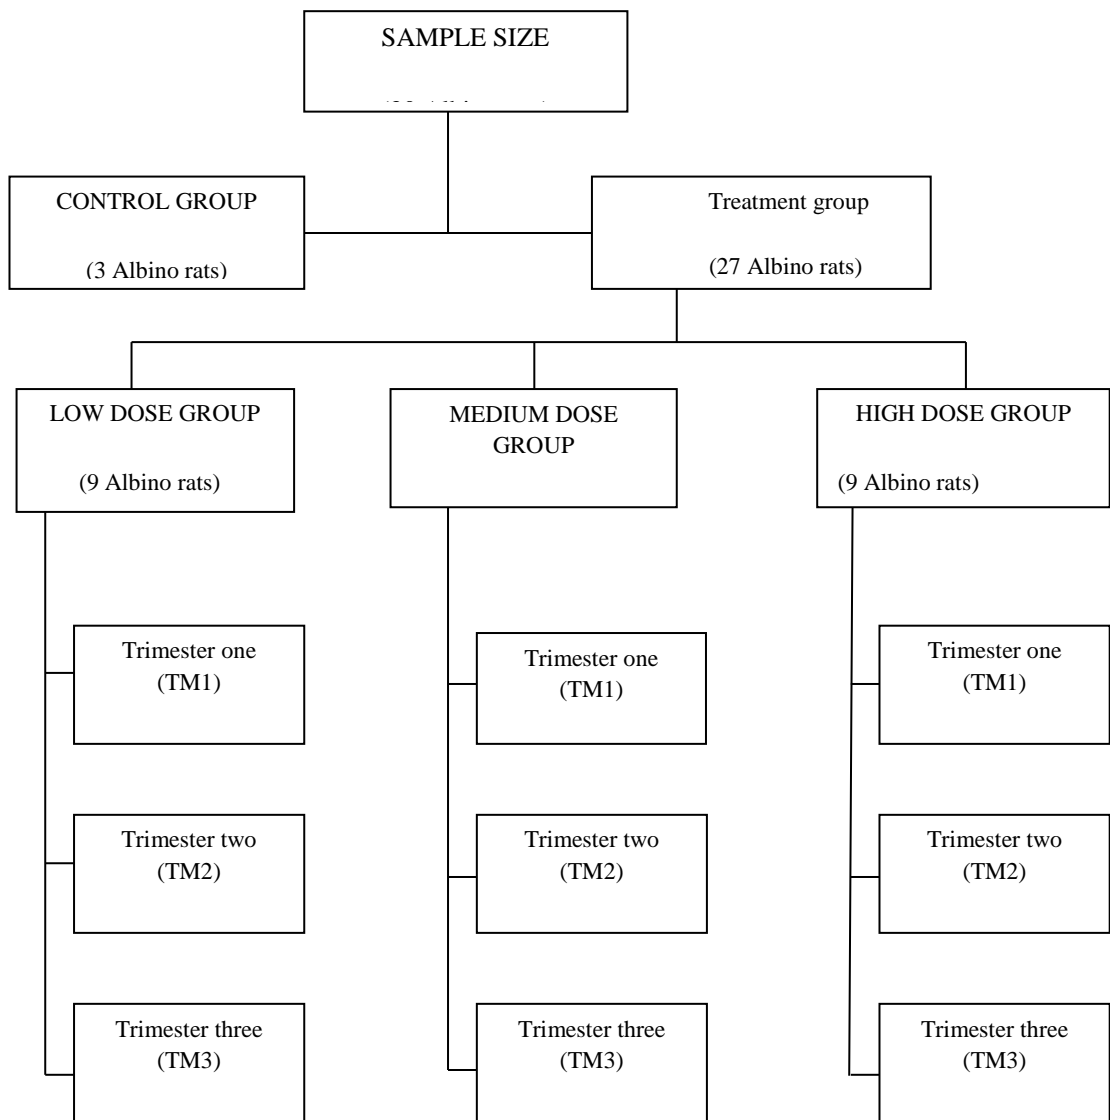 SAMPLE SIZE
CONTROL GROUP
(3 Albino rats)
Treatment group
(27 Albino rats)
LOW DOSE GROUP
(9 Albino rats)
MEDIUM DOSE
GROUP
HIGH DOSE GROUP
(9 Albino rats)
Trimester one
(TM1)
Trimester one
(TM1)
Trimester one
(TM1)
Trimester two
(TM2)
Trimester two
(TM2)
Trimester two
(TM2)
Trimester three
(TM3)
Trimester three
(TM3)
Trimester three
(TM3)